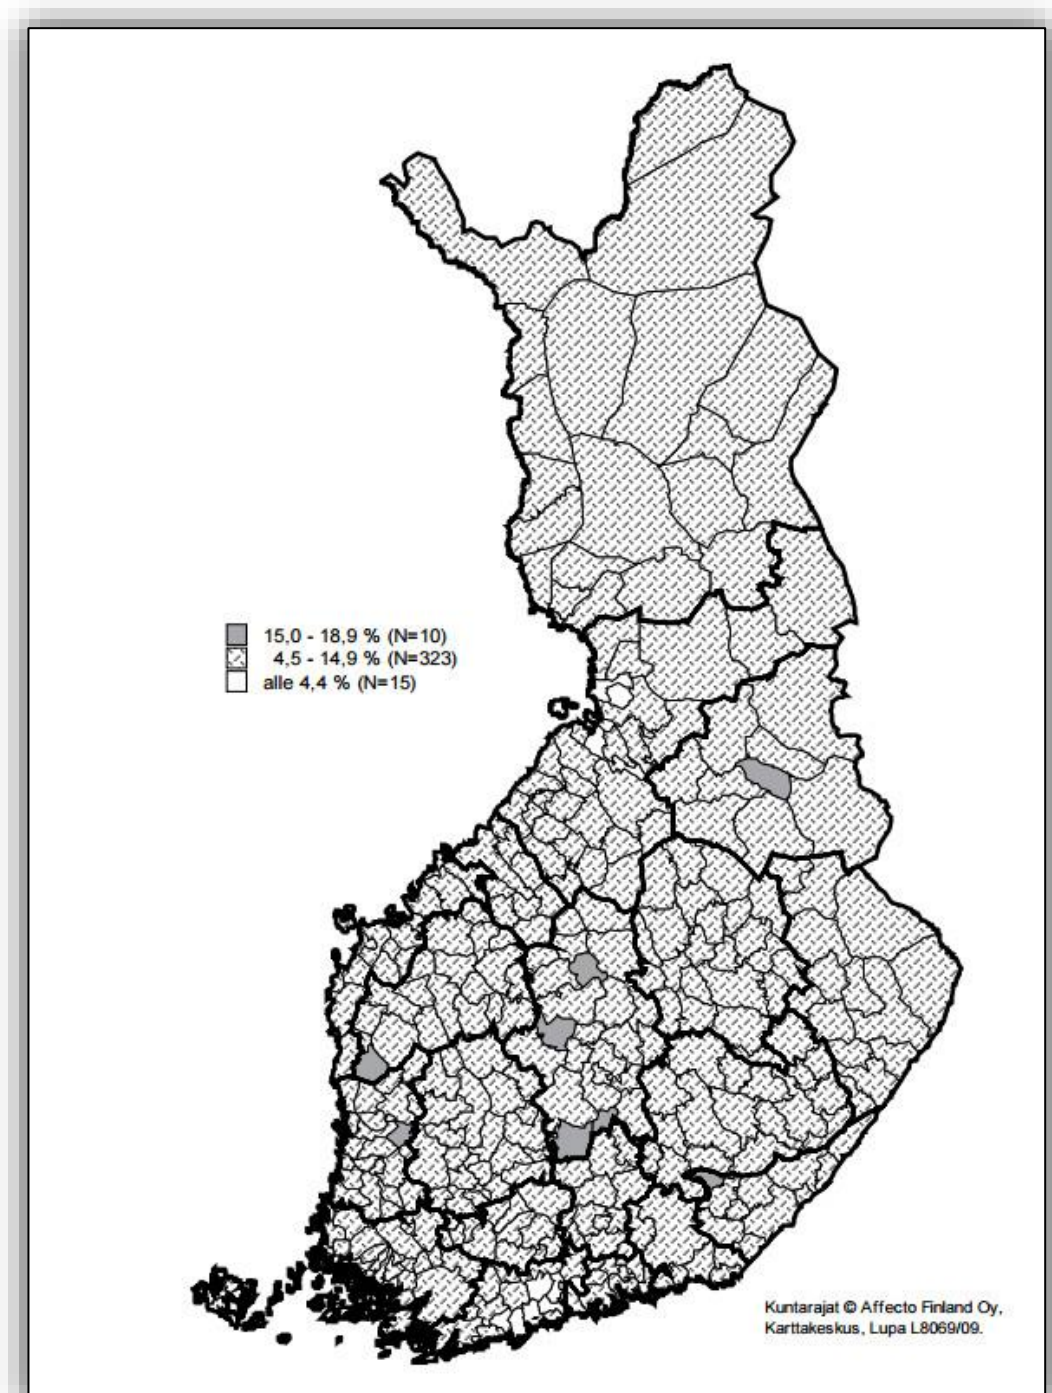 15,0 - 18,9 % (N=10)
4,5 - 14,9 % (N=323)
alle 4,4 % (N=15)
Kuntarajat © Affecto Finland Oy,
Karttakeskus, Lupa L8069/09.